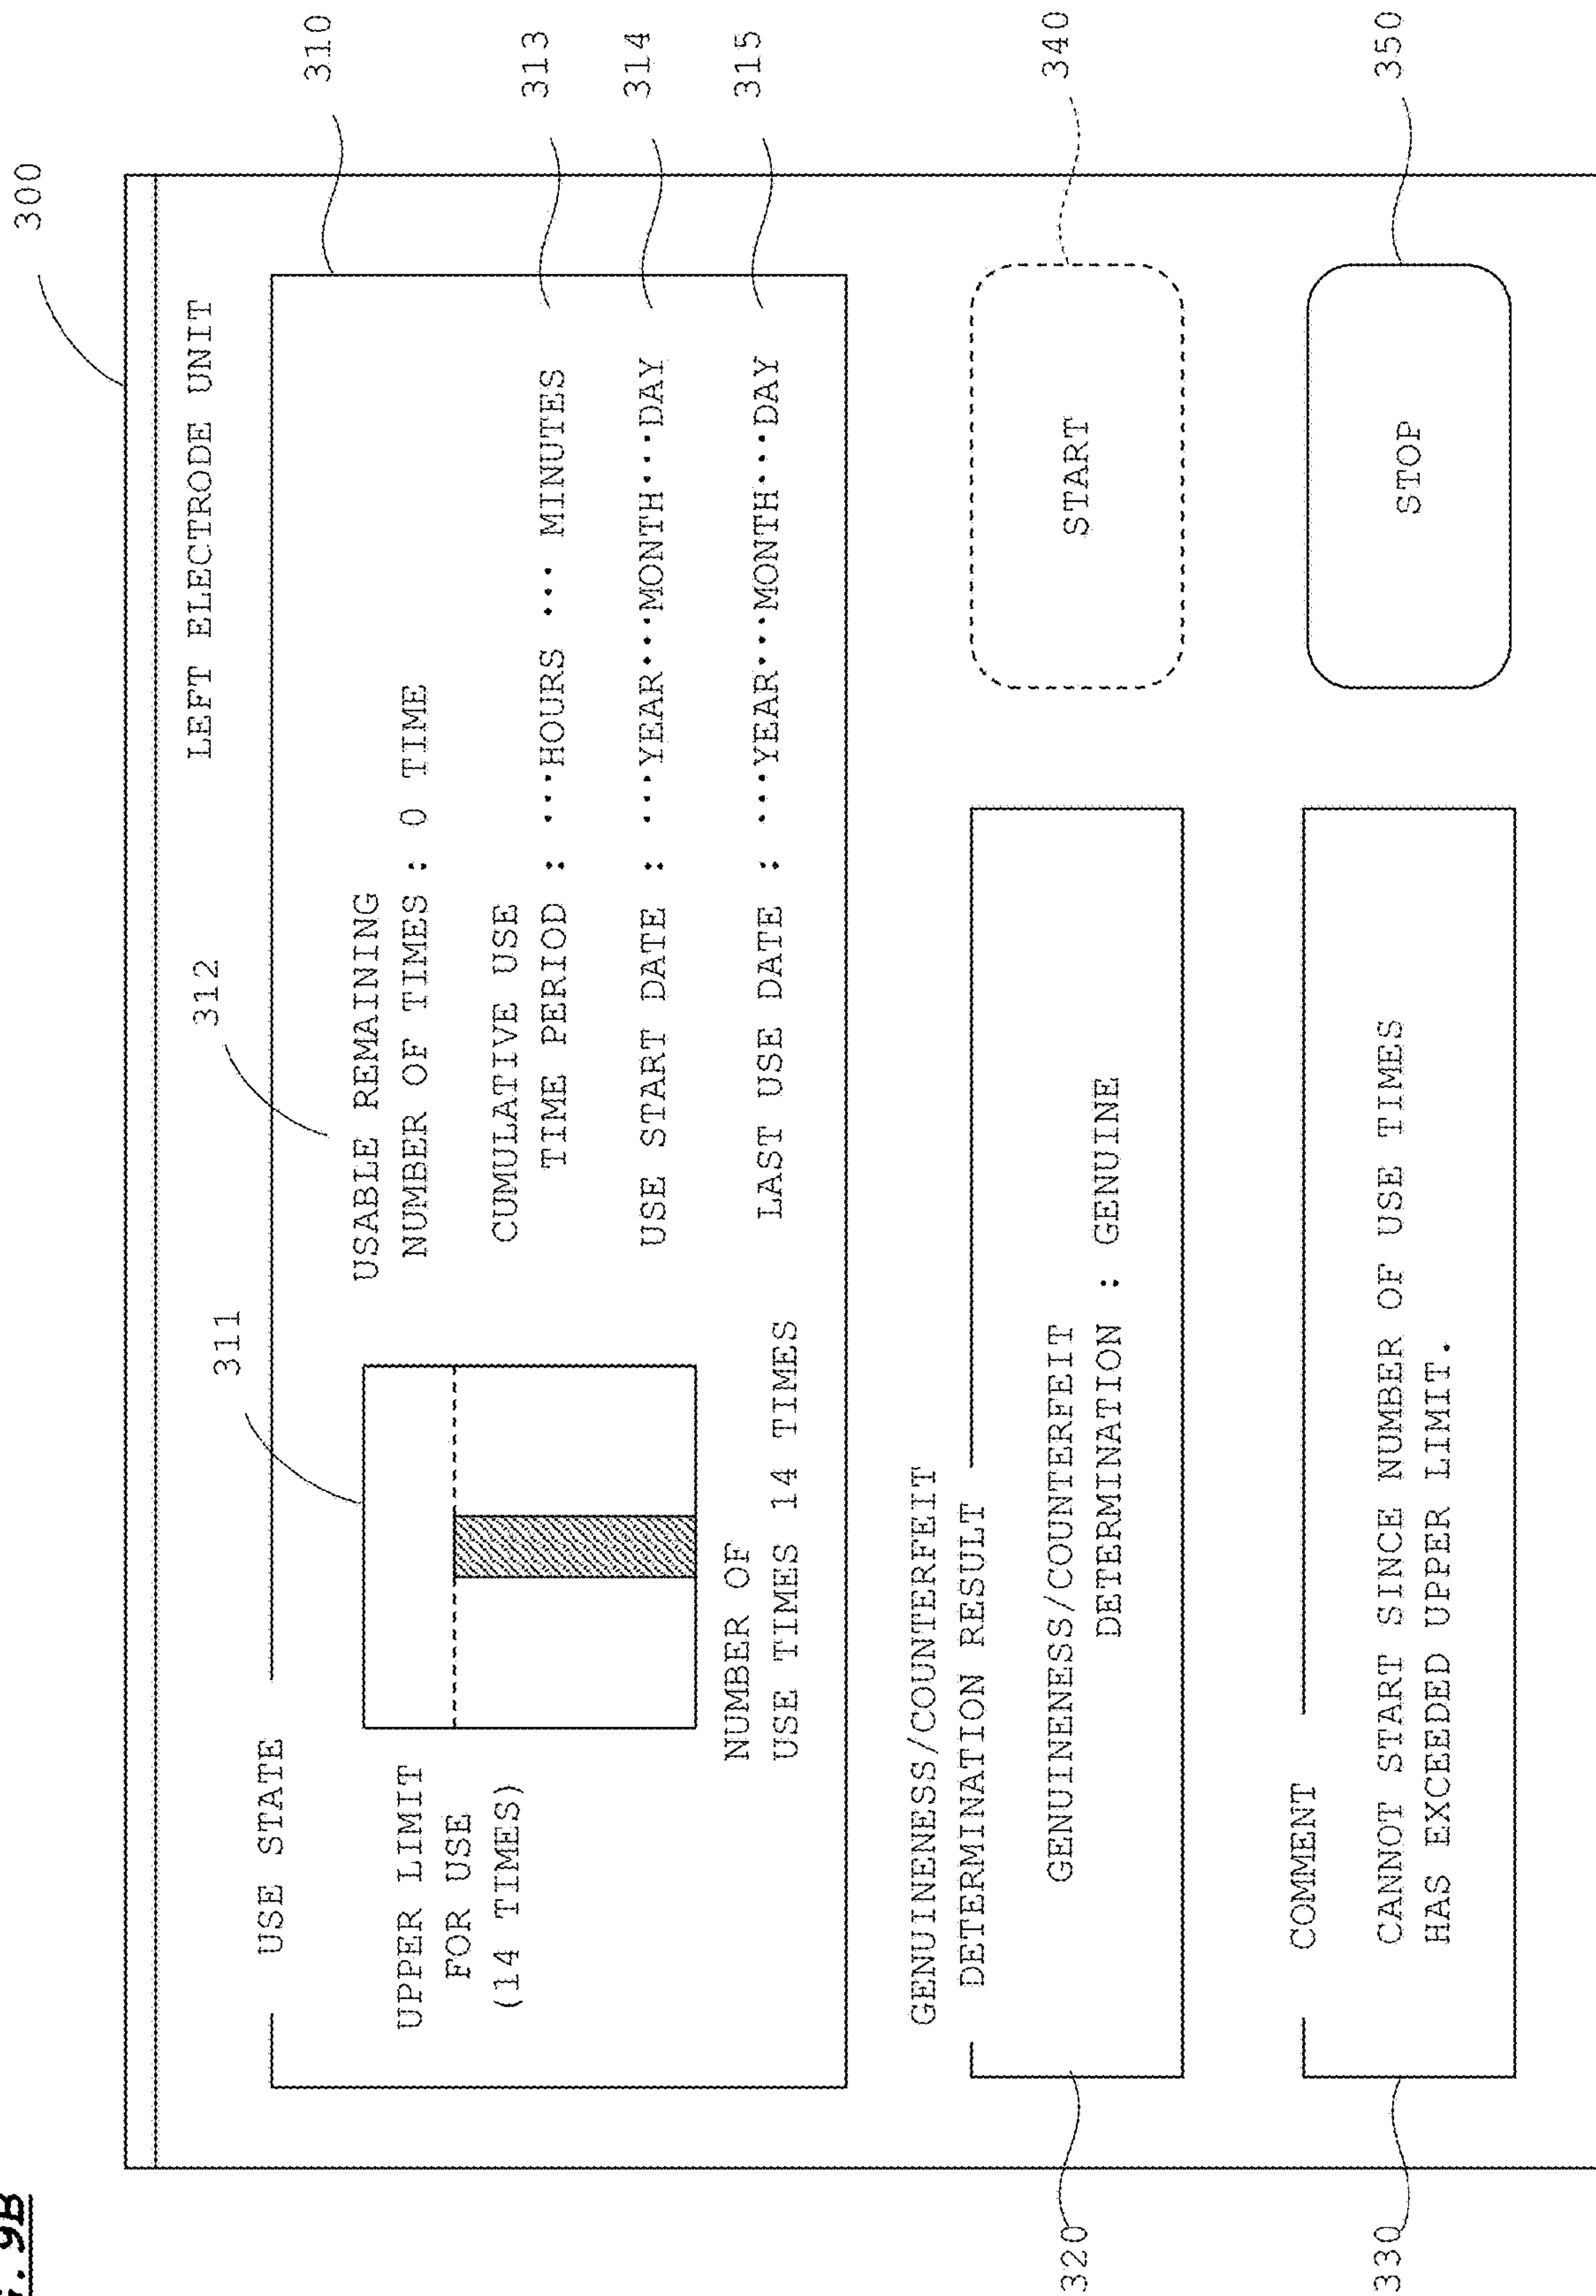 9B
300
LEFT ELECTRODE UNIT
310
USE STATE
311
312
UPPER LIMIT
FOR USE
(14 TIMES)
NUMBER OF
USE TIMES 14 TIMES
USABLE REMAINING
NUMBER OF TIMES : 0 TIME
CUMULATIVE USE
TIME PERIOD : ...HOURS ... MINUTES
313
USE START DATE : ...YEAR...MONTH...DAY
314
LAST USE DATE : ...YEAR...MONTH...DAY
315
GENUINENESS/COUNTERFEIT
DETERMINATION RESULT
GENUINENESS/COUNTERFEIT
DETERMINATION : GENUINE
320
START
340
COMMENT
CANNOT START SINCE NUMBER OF USE TIMES
HAS EXCEEDED UPPER LIMIT.
330
STOP
350